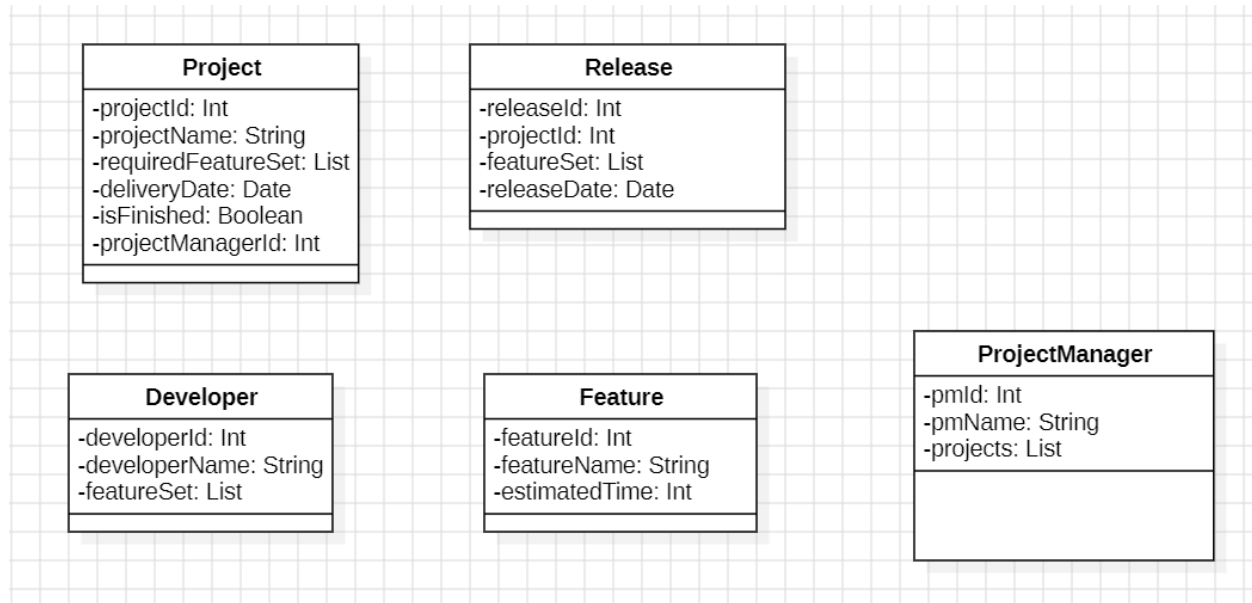 Project
-projectId: Int
-projectName: String
-requiredFeatureSet: List
-deliveryDate: Date
-isFinished: Boolean
-projectManagerId: Int
Release
-releaseId: Int
-projectId: Int
-featureSet: List
-releaseDate: Date
Developer
-developerId: Int
-developerName: String
-featureSet: List
Feature
-featureId: Int
-featureName: String
-estimatedTime: Int
ProjectManager
-pmId: Int
-pmName: String
-projects: List